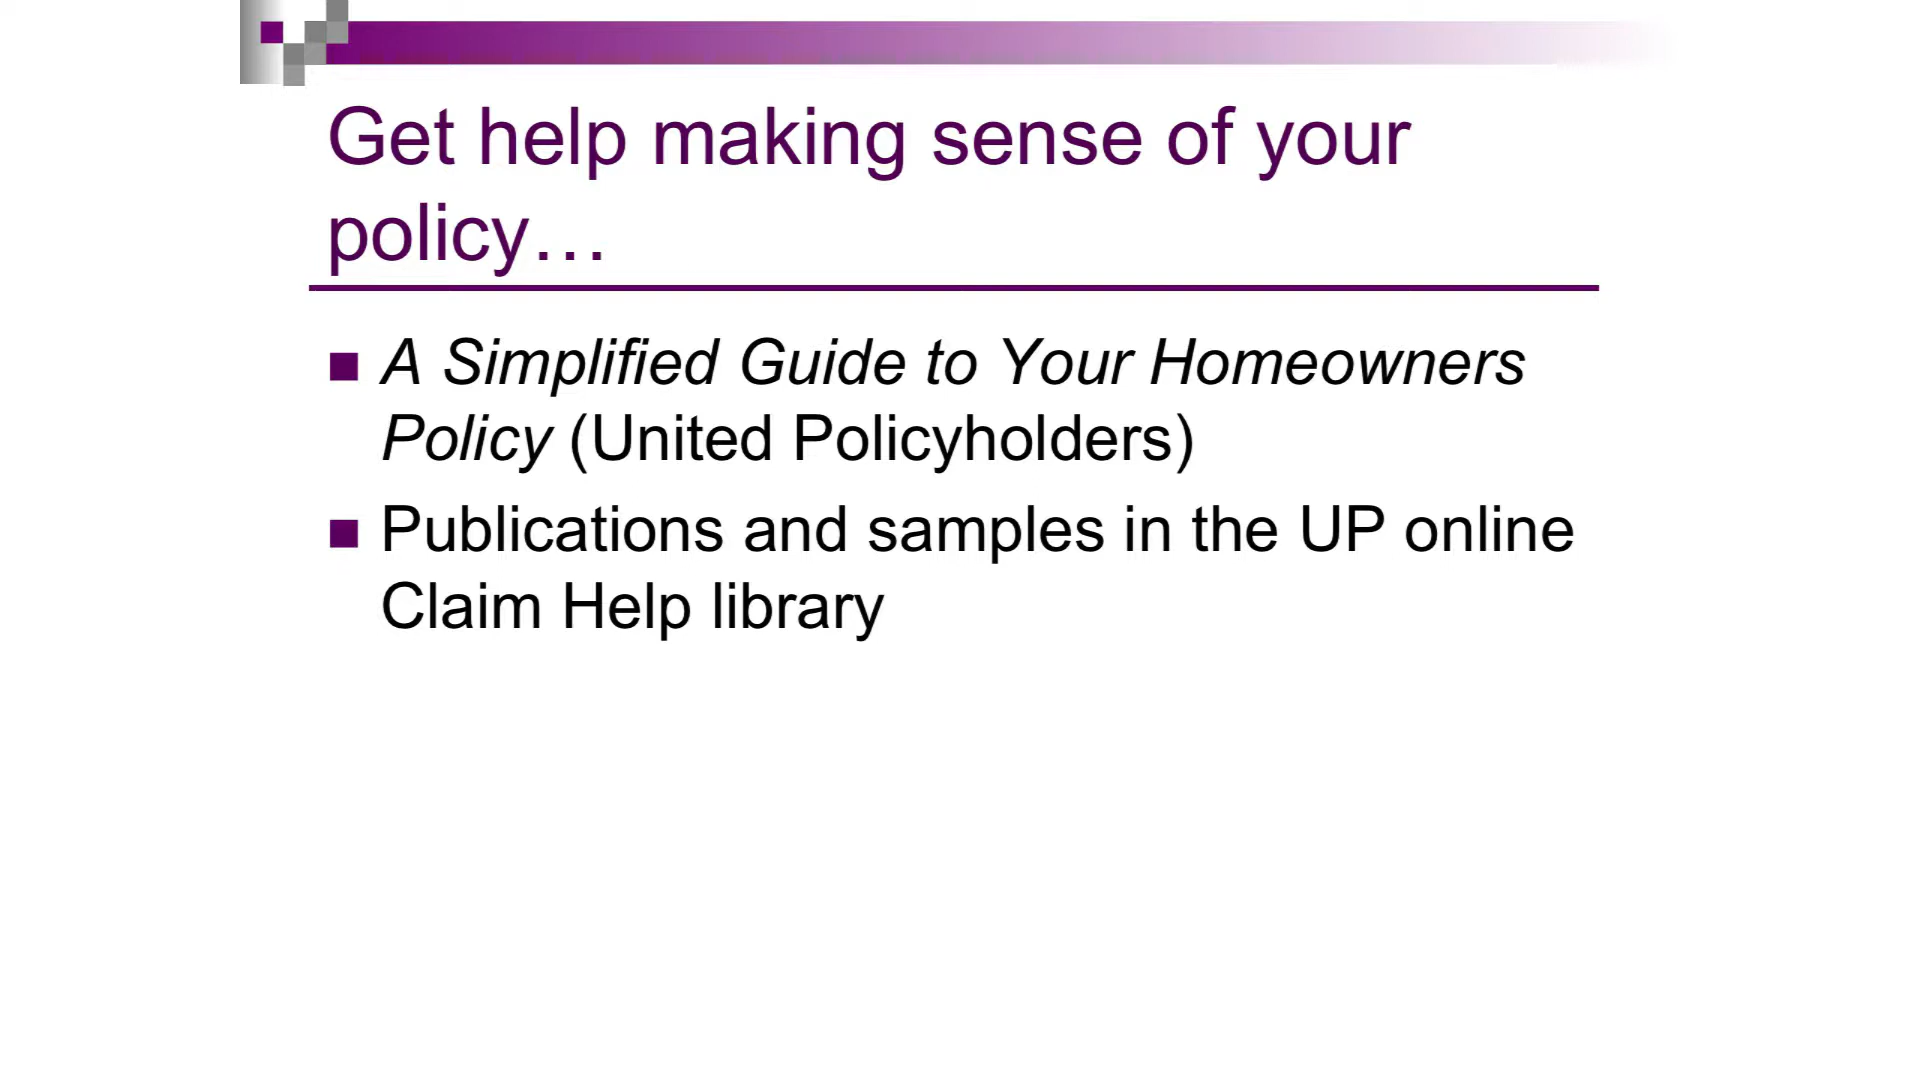 Get help making sense of your
policy…
A Simplified Guide to Your Homeowners
Policy (United Policyholders)
Publications and samples in the UP online
Claim Help library